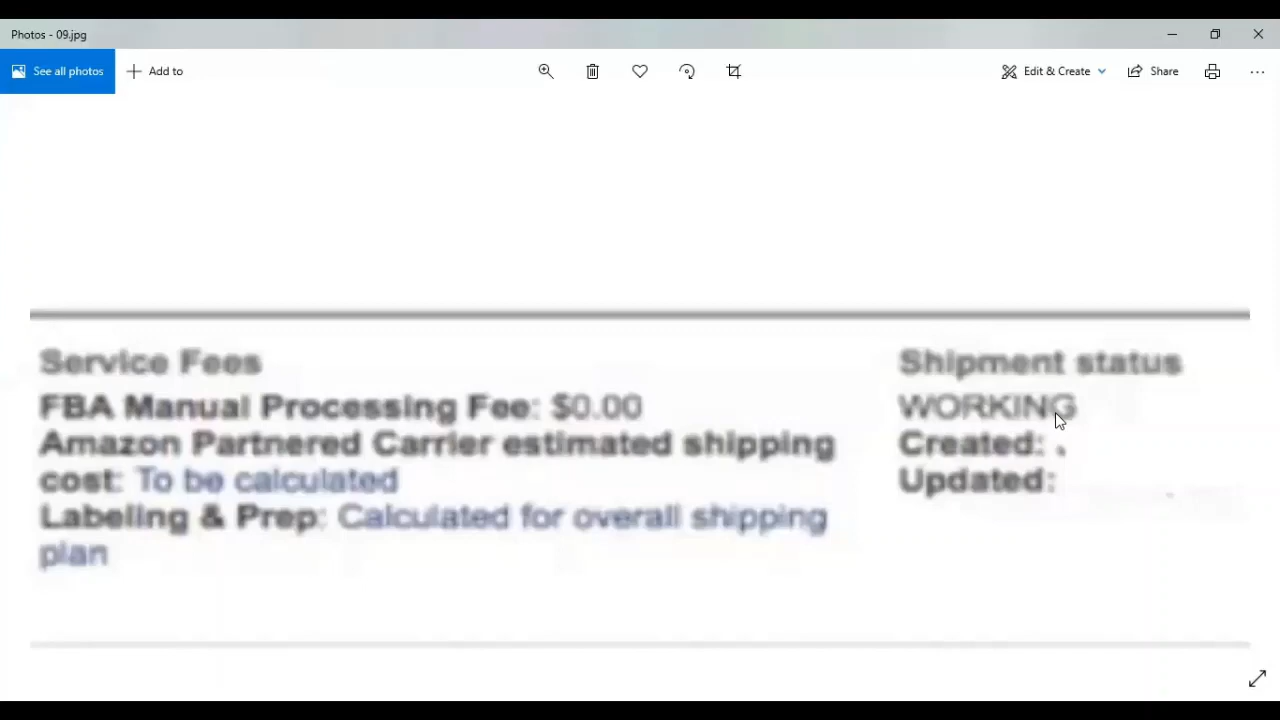 Photos - 09.jpg
See all photos
Add to
Edit & Create
Share
Service Fees
FBA Manual Processing Fee: $0.00
Amazon Partnered Carrier estimated shipping
cost: To be calculated
Labeling & Prep: Calculated for overall shipping
plan
Shipment status
WORKING
Created: .
Updated: